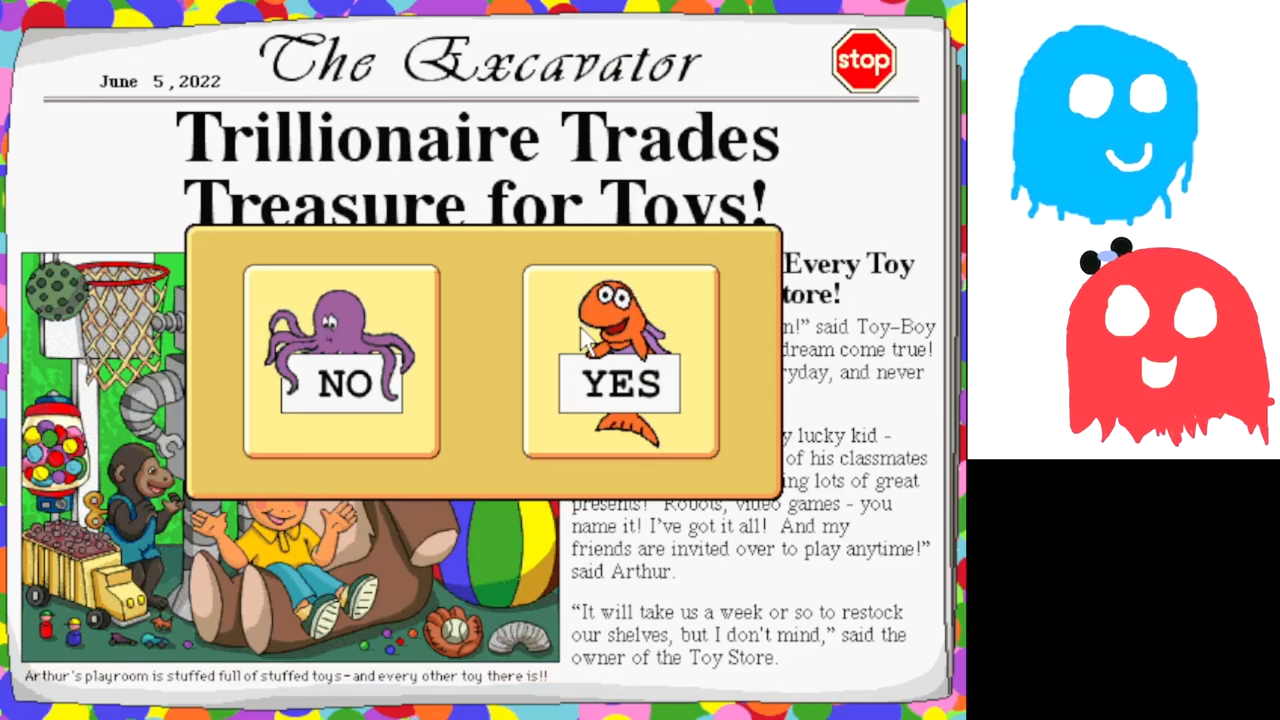 The Excavator
June 5, 2022
stop
Trillionaire Trades
Treasure for Toys!
Every Toy
tore!
n!” said Toy-Boy
dream come true!
ryday, and never
NO
YES
y lucky kid -
of his classmates
ing lots of great
presents! Robots, video games - you
name it! I’ve got it all! And my
friends are invited over to play anytime!”
said Arthur.
“It will take us a week or so to restock
our shelves, but I don't mind,” said the
owner of the Toy Store.
Arthur's playroom is stuffed full of stuffed toys-and every other toy there is!!